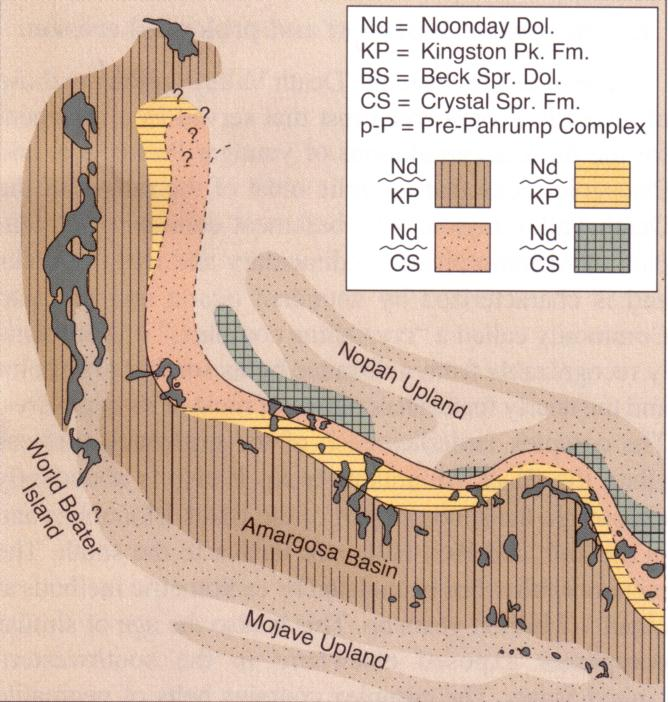 Nd = Noonday Dol.
KP = Kingston Pk. Fm.
BS = Beck Spr. Dol.
CS = Crystal Spr. Fm.
p-P = Pre-Pahrump Complex
Nd
KP
Nd
KP
Nd
CS
Nd
CS
?
?
?
?
Nopah Upland
World Beater
Island
?
Amargosa Basin
Mojave Upland